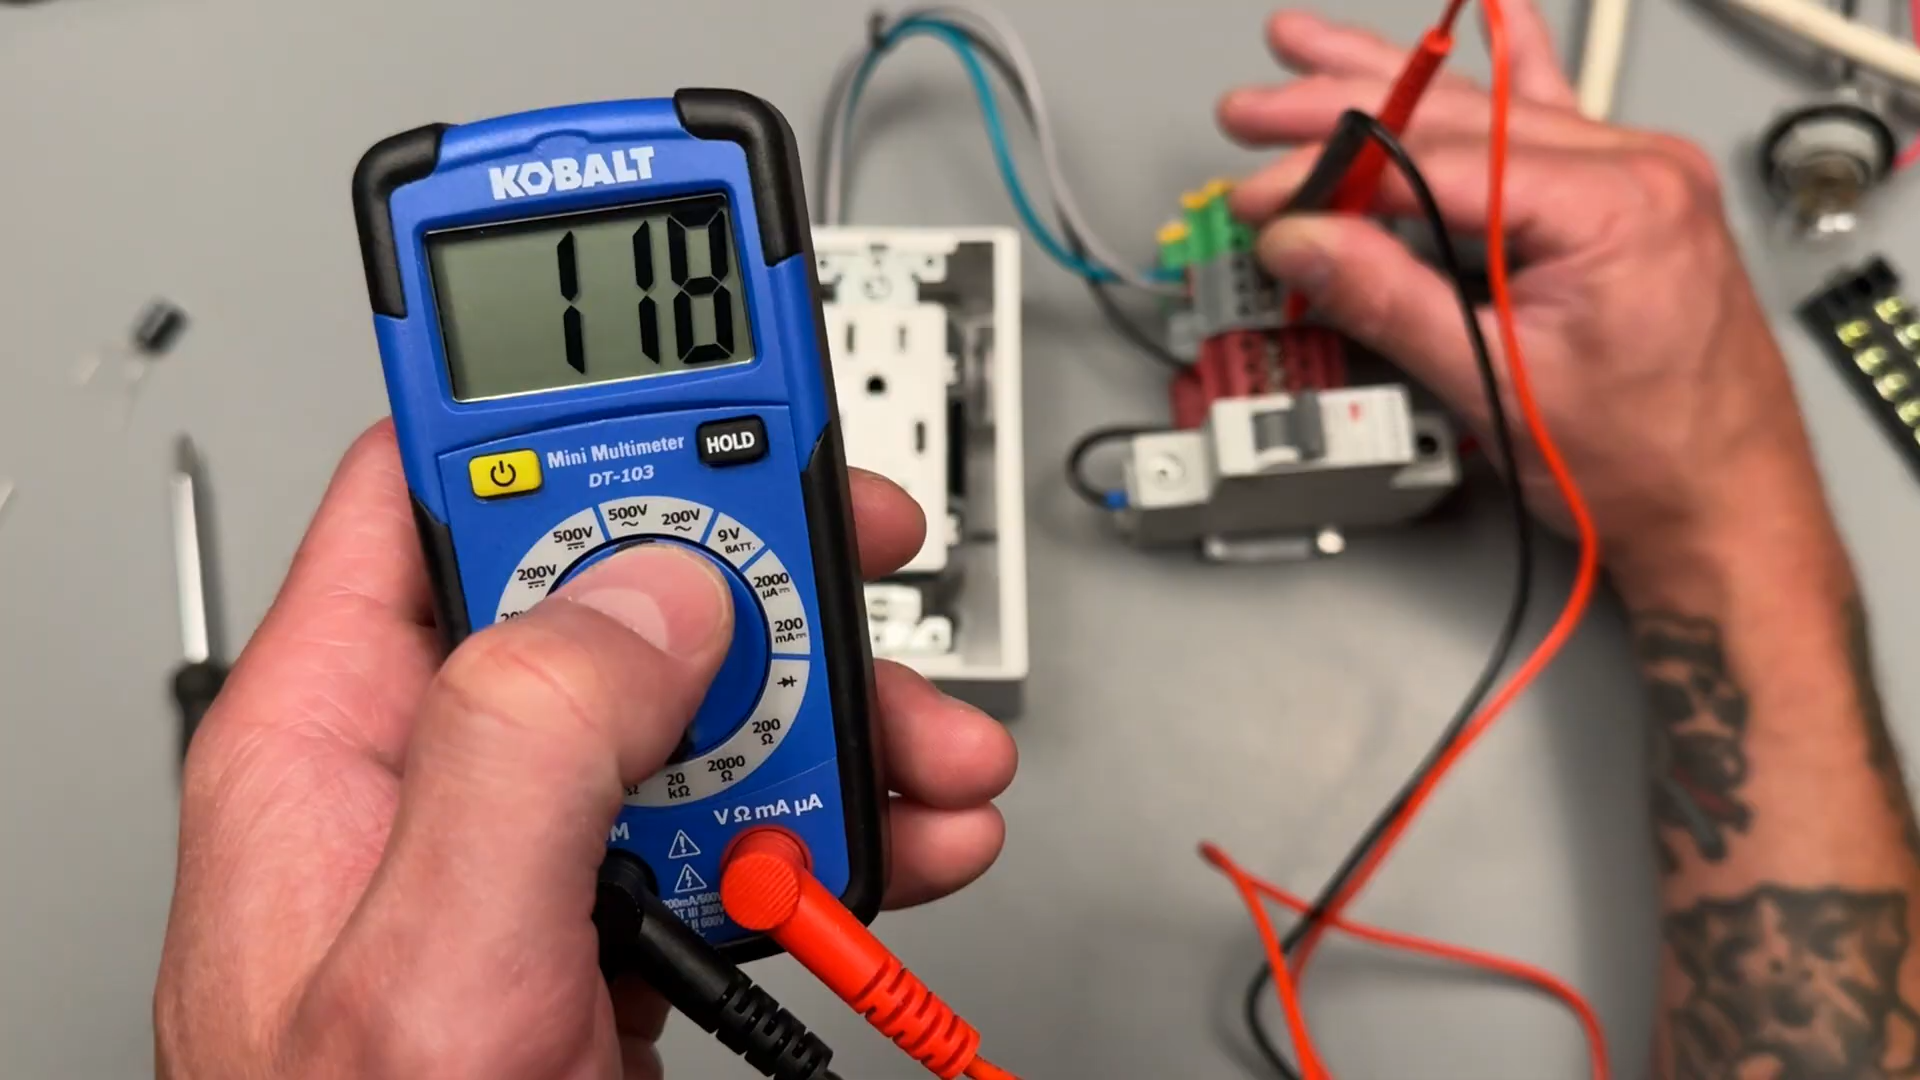 KOBALT
118
Mini Multimeter
DT-103
HOLD
500V
200V
500V
9V
BATT.
200V
2000
µA
200
mA
200
Ω
2000
Ω
20
kΩ
Ω
V Ω mA µA
M